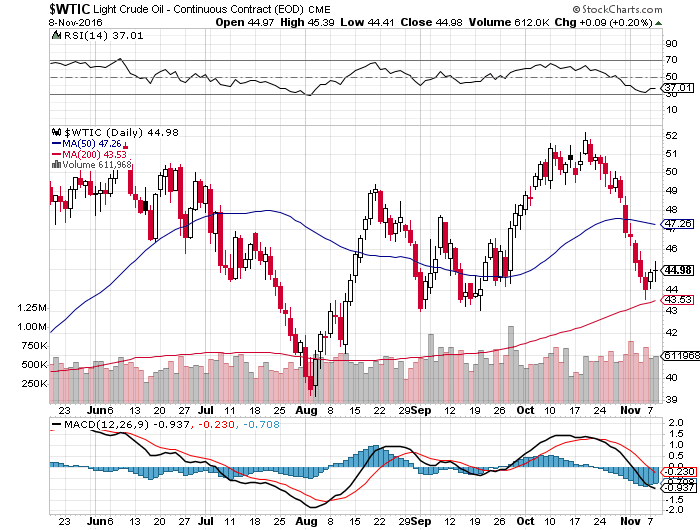 $WTIC Light Crude Oil - Continuous Contract (EOD) CME © StockCharts.com
8-Nov-2016 Open 44.97 High 45.39 Low 44.41 Close 44.98 Volume 612.0K Chg +0.09 (+0.20%)
RSI(14) 37.01
90
70
50
37.01
30
10
$WTIC (Daily) 44.98
MA(50) 47.26
MA(200) 43.53
Volume 611,968
52
51
50
49
48
47.26
47
46
44.98
44
43.53
43
42
1.25M
1.00M
750K
611968
500K
250K
41
40
39
23 Jun 6 13 20 27 Jul 11 18 25 Aug 8 15 22 29 Sep 12 19 26 Oct 10 17 24 Nov 7
MACD(12,26,9) -0.937, -0.230, -0.708
2.0
1.5
1.0
0.5
0.0
-0.230
-0.708
-0.937
-1.5
-2.0
23 Jun 6 13 20 27 Jul 11 18 25 Aug 8 15 22 29 Sep 12 19 26 Oct 10 17 24 Nov 7